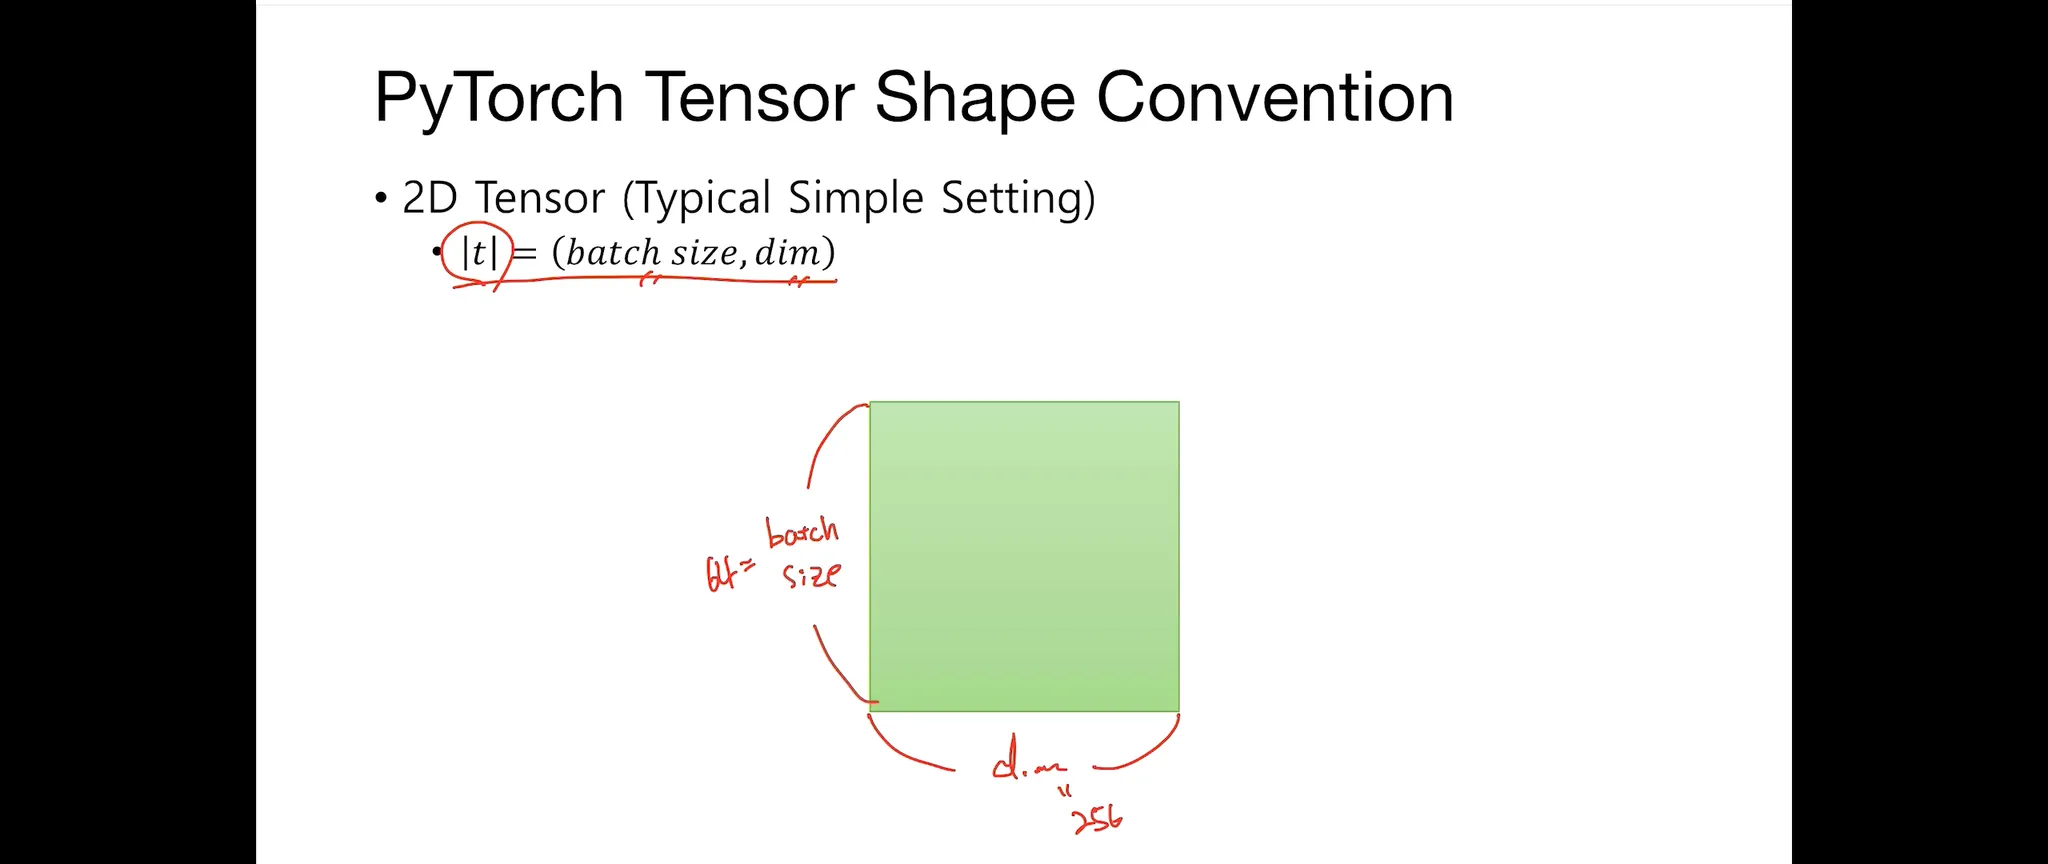 PyTorch Tensor Shape Convention
• 2D Tensor (Typical Simple Setting)
• |t| = (batch size, dim)
batch
64= size
dim
"
256